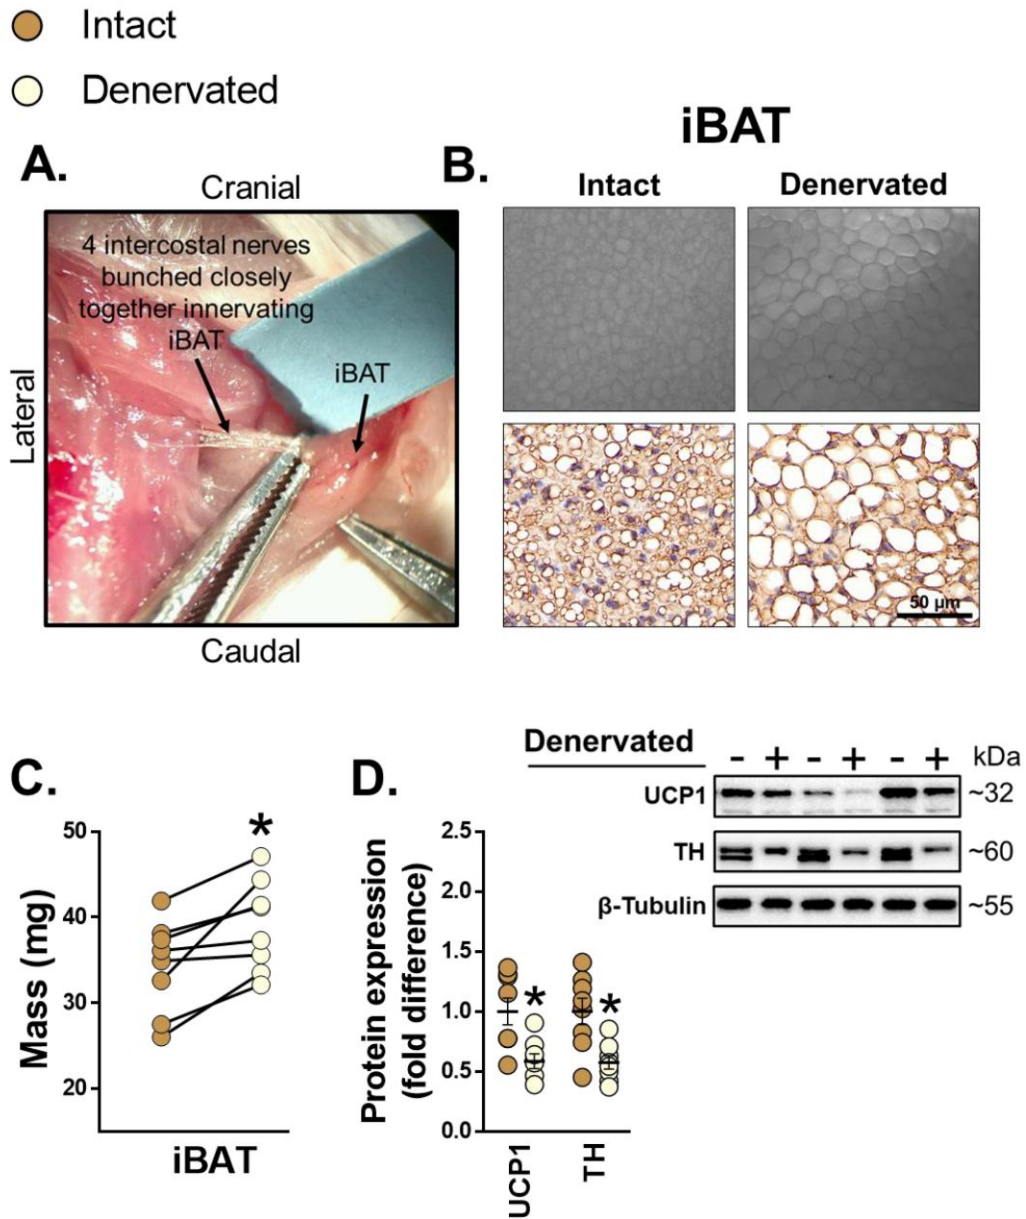 Intact
Denervated
iBAT
A.
Cranial
4 intercostal nerves
bunched closely
together innervating
iBAT
iBAT
Lateral
Caudal
B.
Intact
Denervated
50 µm
C.
*
50
40
30
20
Mass (mg)
iBAT
D.
Denervated
- + - + - + kDa
UCP1 ~32
TH ~60
β-Tubulin ~55
2.5
2.0
1.5
1.0
0.5
0.0
Protein expression
(fold difference)
* *
UCP1
TH